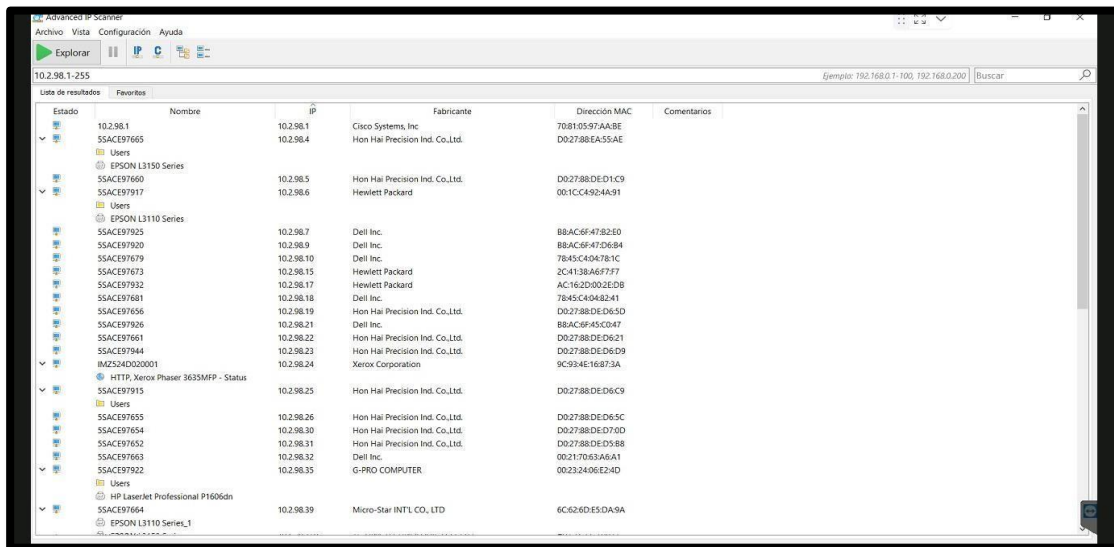 Advanced IP Scanner
Archivo Vista Configuración Ayuda
Explorar IP C
10.2.98.1-255 Ejemplo: 192.168.0.1-100, 192.168.0.200 Buscar
Lista de resultados Favoritos
Estado Nombre IP Fabricante Dirección MAC Comentarios
10.2.98.1 10.2.98.1 Cisco Systems, Inc 70:81:05:97:AA:BE
5SACE97665 10.2.98.4 Hon Hai Precision Ind. Co.,Ltd. D0:27:88:EA:55:AE
Users
EPSON L3150 Series
5SACE97660 10.2.98.5 Hon Hai Precision Ind. Co.,Ltd. D0:27:88:DE:D1:C9
5SACE97917 10.2.98.6 Hewlett Packard 00:1C:C4:92:4A:91
Users
EPSON L3110 Series
5SACE97925 10.2.98.7 Dell Inc. B8:AC:6F:47:B2:E0
5SACE97920 10.2.98.9 Dell Inc. B8:AC:6F:47:D6:B4
5SACE97679 10.2.98.10 Dell Inc. 78:45:C4:04:78:1C
5SACE97673 10.2.98.15 Hewlett Packard 2C:41:38:A6:F7:F7
5SACE97932 10.2.98.17 Hewlett Packard AC:16:2D:00:2E:DB
5SACE97681 10.2.98.18 Dell Inc. 78:45:C4:04:82:41
5SACE97656 10.2.98.19 Hon Hai Precision Ind. Co.,Ltd. D0:27:88:DE:D6:5D
5SACE97926 10.2.98.21 Dell Inc. B8:AC:6F:45:C0:47
5SACE97661 10.2.98.22 Hon Hai Precision Ind. Co.,Ltd. D0:27:88:DE:D6:21
5SACE97944 10.2.98.23 Hon Hai Precision Ind. Co.,Ltd. D0:27:88:DE:D6:D9
IMZ524D020001 10.2.98.24 Xerox Corporation 9C:93:4E:16:87:3A
HTTP, Xerox Phaser 3635MFP - Status
5SACE97915 10.2.98.25 Hon Hai Precision Ind. Co.,Ltd. D0:27:88:DE:D6:C9
Users
5SACE97655 10.2.98.26 Hon Hai Precision Ind. Co.,Ltd. D0:27:88:DE:D6:5C
5SACE97654 10.2.98.30 Hon Hai Precision Ind. Co.,Ltd. D0:27:88:DE:D7:0D
5SACE97652 10.2.98.31 Hon Hai Precision Ind. Co.,Ltd. D0:27:88:DE:D5:B8
5SACE97663 10.2.98.32 Dell Inc. 00:21:70:63:A6:A1
5SACE97922 10.2.98.35 G-PRO COMPUTER 00:23:24:06:E2:4D
Users
HP LaserJet Professional P1606dn
5SACE97664 10.2.98.39 Micro-Star INT'L CO., LTD 6C:62:6D:E5:DA:9A
EPSON L3110 Series_1